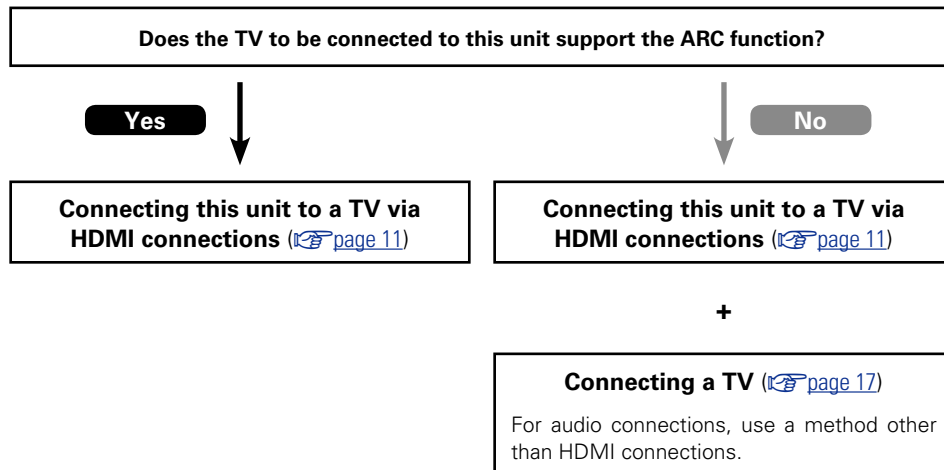 Does the TV to be connected to this unit support the ARC function?
Yes
No
Connecting this unit to a TV via
HDMI connections (page 11)
Connecting this unit to a TV via
HDMI connections (page 11)
+
Connecting a TV (page 17)
For audio connections, use a method other
than HDMI connections.